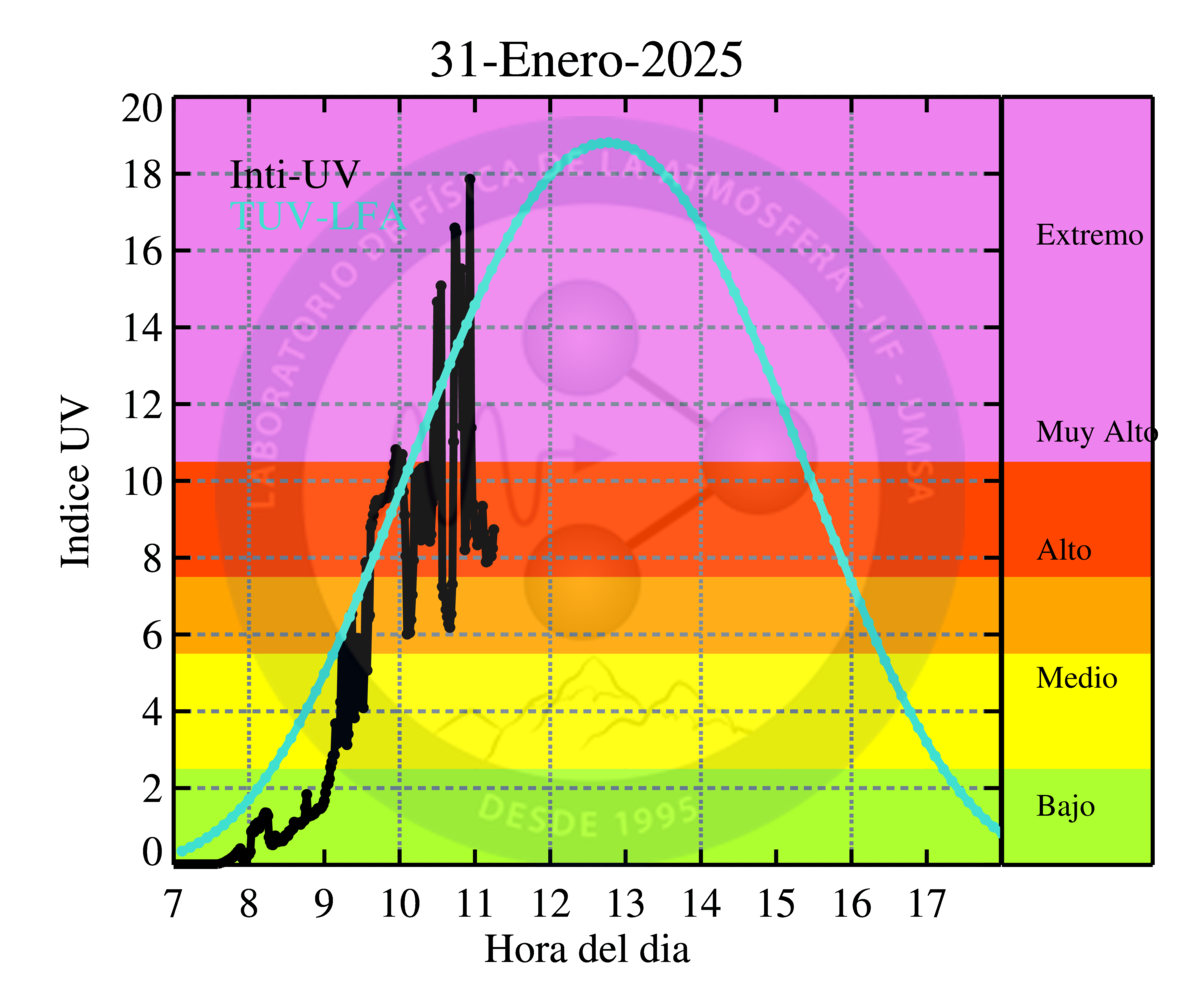 31-Enero-2025
Indice UV
20
18
16
14
12
10
8
6
4
2
0
Inti-UV
TUV-LFA
LABORATORIO DE FÍSICA DE LA ATMÓSFERA - IIF - UMSA
DESDE 1995
Extremo
Muy Alto
Alto
Medio
Bajo
7 8 9 10 11 12 13 14 15 16 17
Hora del dia